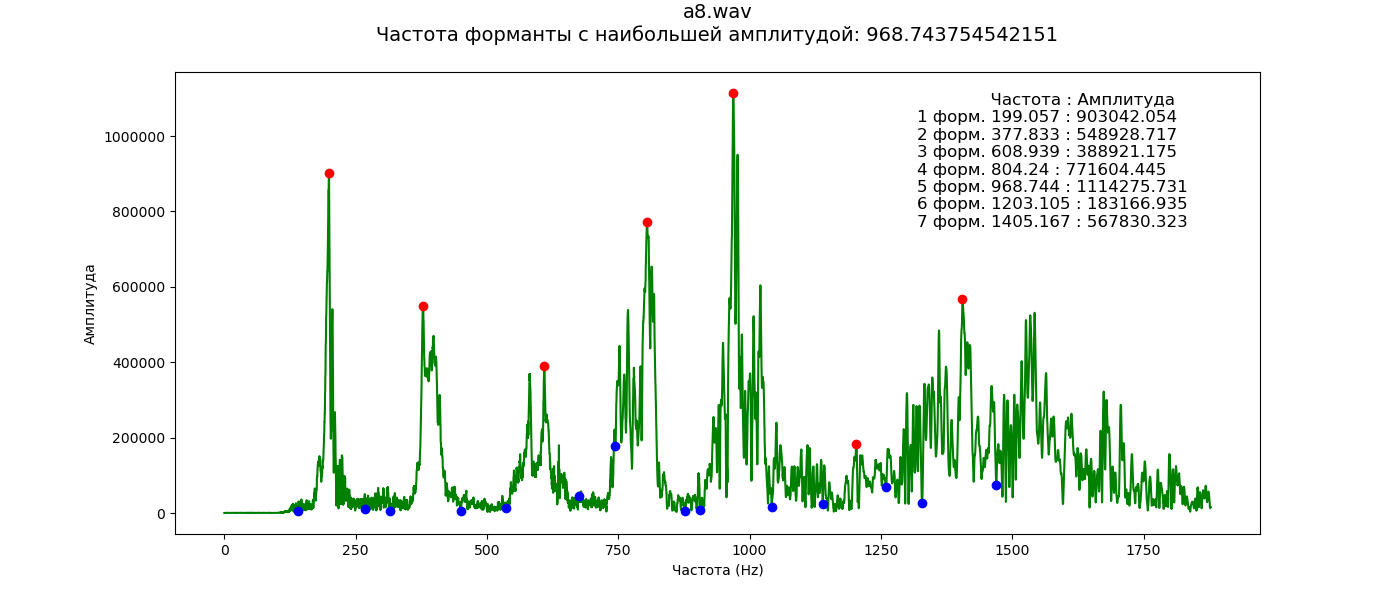 a8.wav
Частота форманты с наибольшей амплитудой: 968.743754542151
Частота : Амплитуда
1 форм. 199.057 : 903042.054
2 форм. 377.833 : 548928.717
3 форм. 608.939 : 388921.175
4 форм. 804.24 : 771604.445
5 форм. 968.744 : 1114275.731
6 форм. 1203.105 : 183166.935
7 форм. 1405.167 : 567830.323
Амплитуда
1000000
800000
600000
400000
200000
0
0 250 500 750 1000 1250 1500 1750
Частота (Hz)